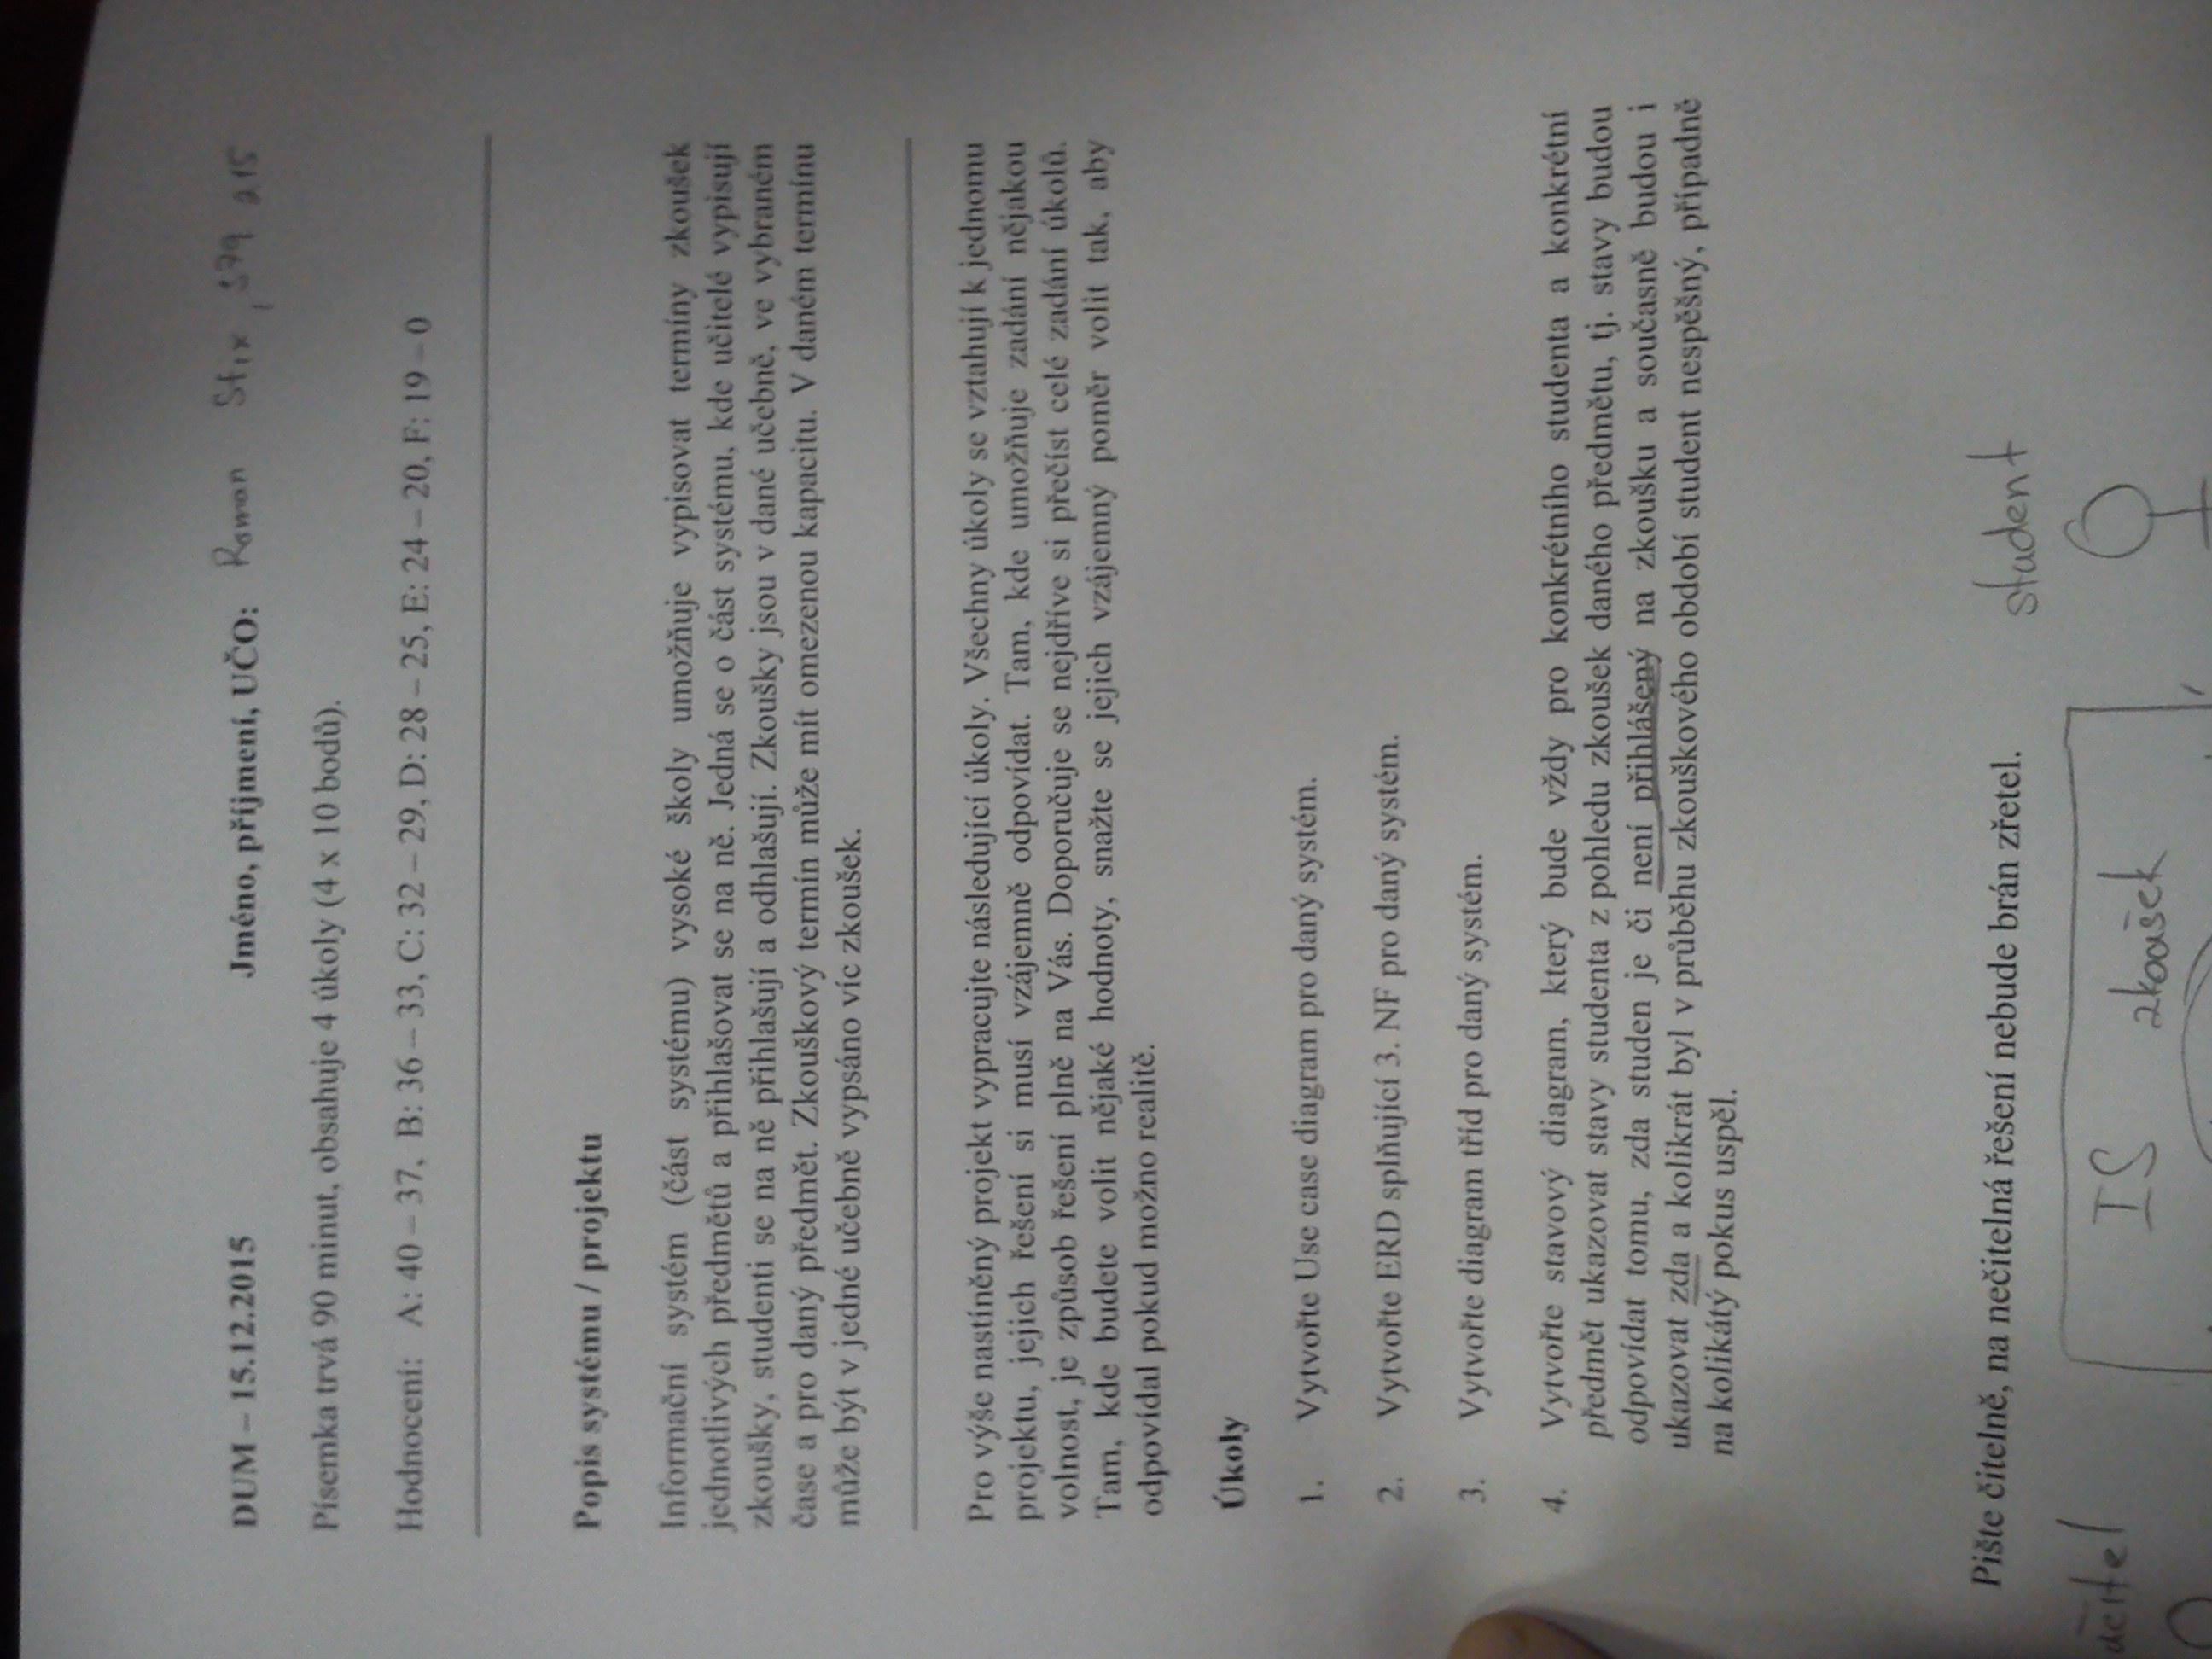 DUM – 15.12.2015 Jméno, příjmení, UČO: Roman Stix, 379 215
Písemka trvá 90 minut, obsahuje 4 úkoly (4 x 10 bodů).
Hodnocení: A: 40 – 37, B: 36 – 33, C: 32 – 29, D: 28 – 25, E: 24 – 20, F: 19 – 0
Popis systému / projektu
Informační systém (část systému) vysoké školy umožňuje vypisovat termíny zkoušek
jednotlivých předmětů a přihlašovat se na ně. Jedná se o část systému, kde učitelé vypisují
zkoušky, studenti se na ně přihlašují a odhlašují. Zkoušky jsou v dané učebně, ve vybraném
čase a pro daný předmět. Zkouškový termín může mít omezenou kapacitu. V daném termínu
může být v jedné učebně vypsáno víc zkoušek.
Pro výše nastíněný projekt vypracujte následující úkoly. Všechny úkoly se vztahují k jednomu
projektu, jejich řešení si musí vzájemně odpovídat. Tam, kde umožňuje zadání nějakou
volnost, je způsob řešení plně na Vás. Doporučuje se nejdříve si přečíst celé zadání úkolů.
Tam, kde budete volit nějaké hodnoty, snažte se jejich vzájemný poměr volit tak, aby
odpovídal pokud možno realitě.
Úkoly
1. Vytvořte Use case diagram pro daný systém.
2. Vytvořte ERD splňující 3. NF pro daný systém.
3. Vytvořte diagram tříd pro daný systém.
4. Vytvořte stavový diagram, který bude vždy pro konkrétního studenta a konkrétní
předmět ukazovat stavy studenta z pohledu zkoušek daného předmětu, tj. stavy budou
odpovídat tomu, zda studen je či není přihlášený na zkoušku a současně budou i
ukazovat zda a kolikrát byl v průběhu zkouškového období student nespěšný, případně
na kolikátý pokus uspěl.
Pište čitelně, na nečitelná řešení nebude brán zřetel.
student
učitel
IS zkoušek